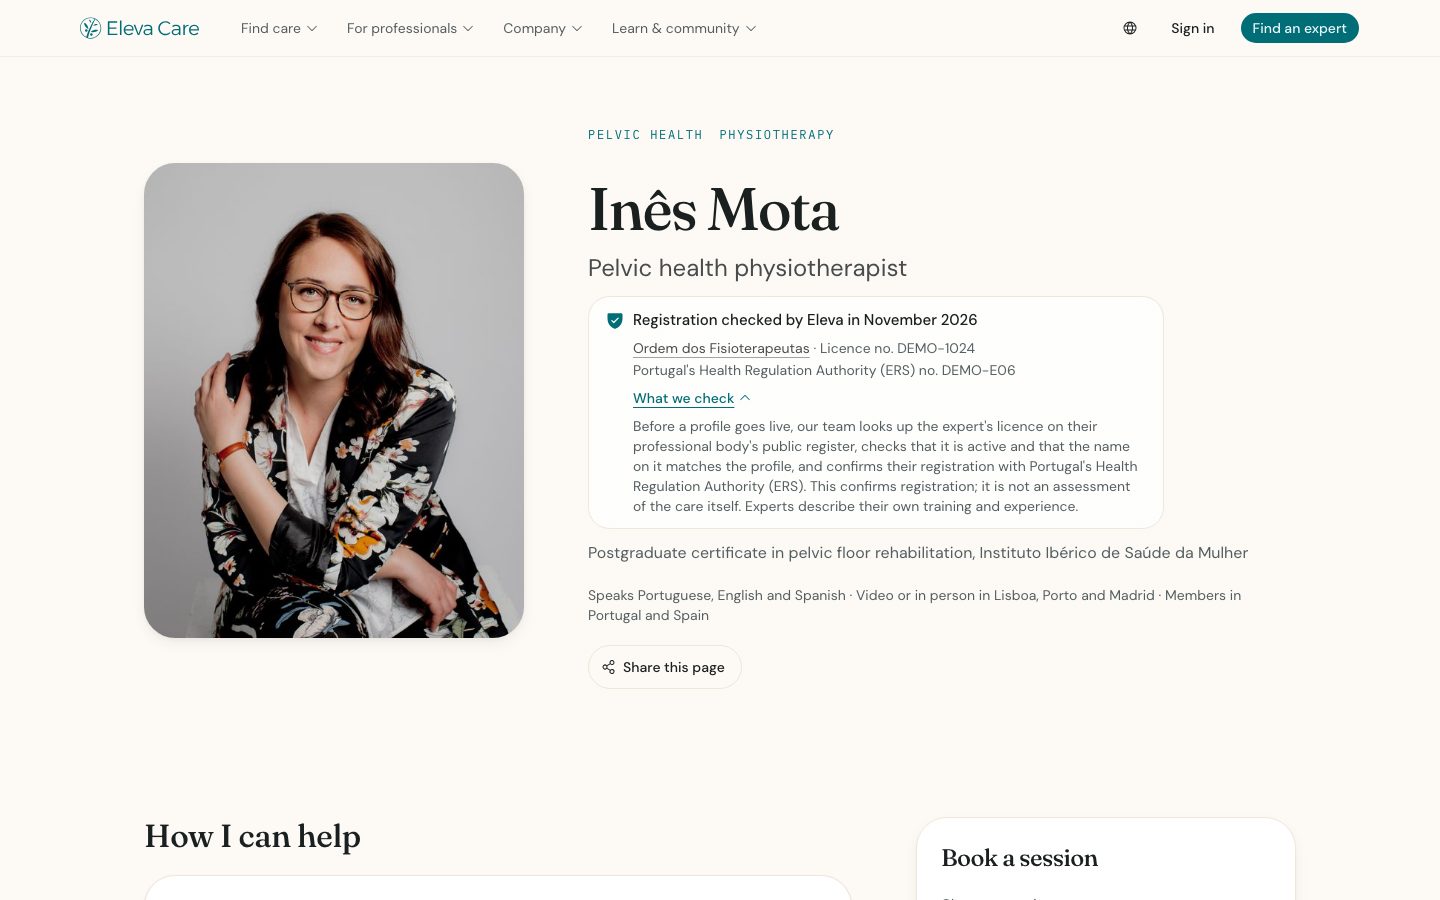 Eleva Care
Find care
For professionals
Company
Learn & community
Sign in
Find an expert
PELVIC HEALTH PHYSIOTHERAPY
Inês Mota
Pelvic health physiotherapist
Registration checked by Eleva in November 2026
Ordem dos Fisioterapeutas · Licence no. DEMO-1024
Portugal's Health Regulation Authority (ERS) no. DEMO-E06
What we check
Before a profile goes live, our team looks up the expert's licence on their
professional body's public register, checks that it is active and that the name
on it matches the profile, and confirms their registration with Portugal's Health
Regulation Authority (ERS). This confirms registration; it is not an assessment
of the care itself. Experts describe their own training and experience.
Postgraduate certificate in pelvic floor rehabilitation, Instituto Ibérico de Saúde da Mulher
Speaks Portuguese, English and Spanish · Video or in person in Lisboa, Porto and Madrid · Members in
Portugal and Spain
Share this page
How I can help
Book a session